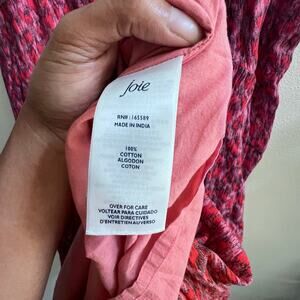 joie
RN# : 165589
MADE IN INDIA
100%
COTTON
ALGODON
COTON
OVER FOR CARE
VOLTEAR PARA CUIDADO
VOIR DIRECTIVES
D'ENTRETIEN AU VERSO